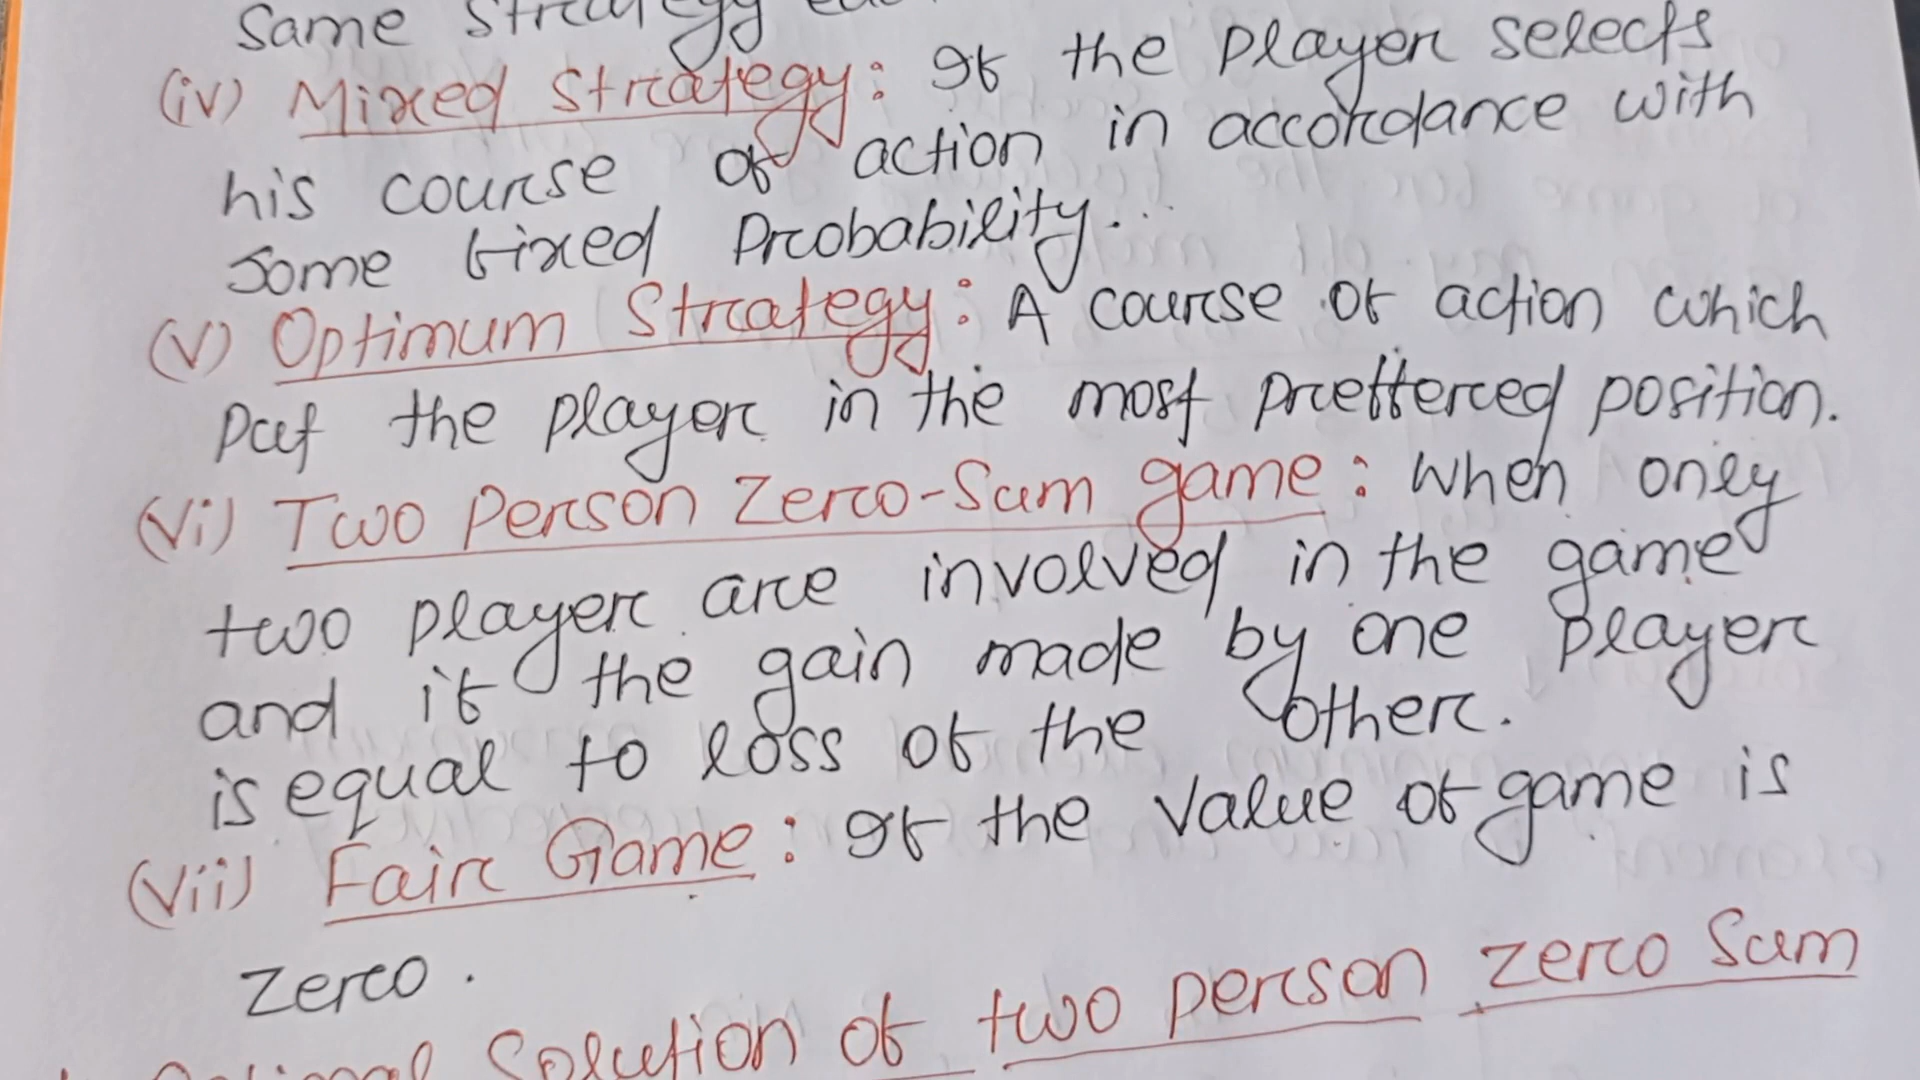 Same Strategy
(iv) Mixed Strategy: If the player selects
his course of action in accordance with
some fixed Probability.
(v) Optimum Strategy: A course of action which
put the player in the most preffered position.
(vi) Two Person Zero-Sum game: When only
two player are involved in the game
and if the gain made by one player
is equal to loss of the other.
(vii) Fair Game: If the value of game is
Zero.
Solution of two person zero Sum